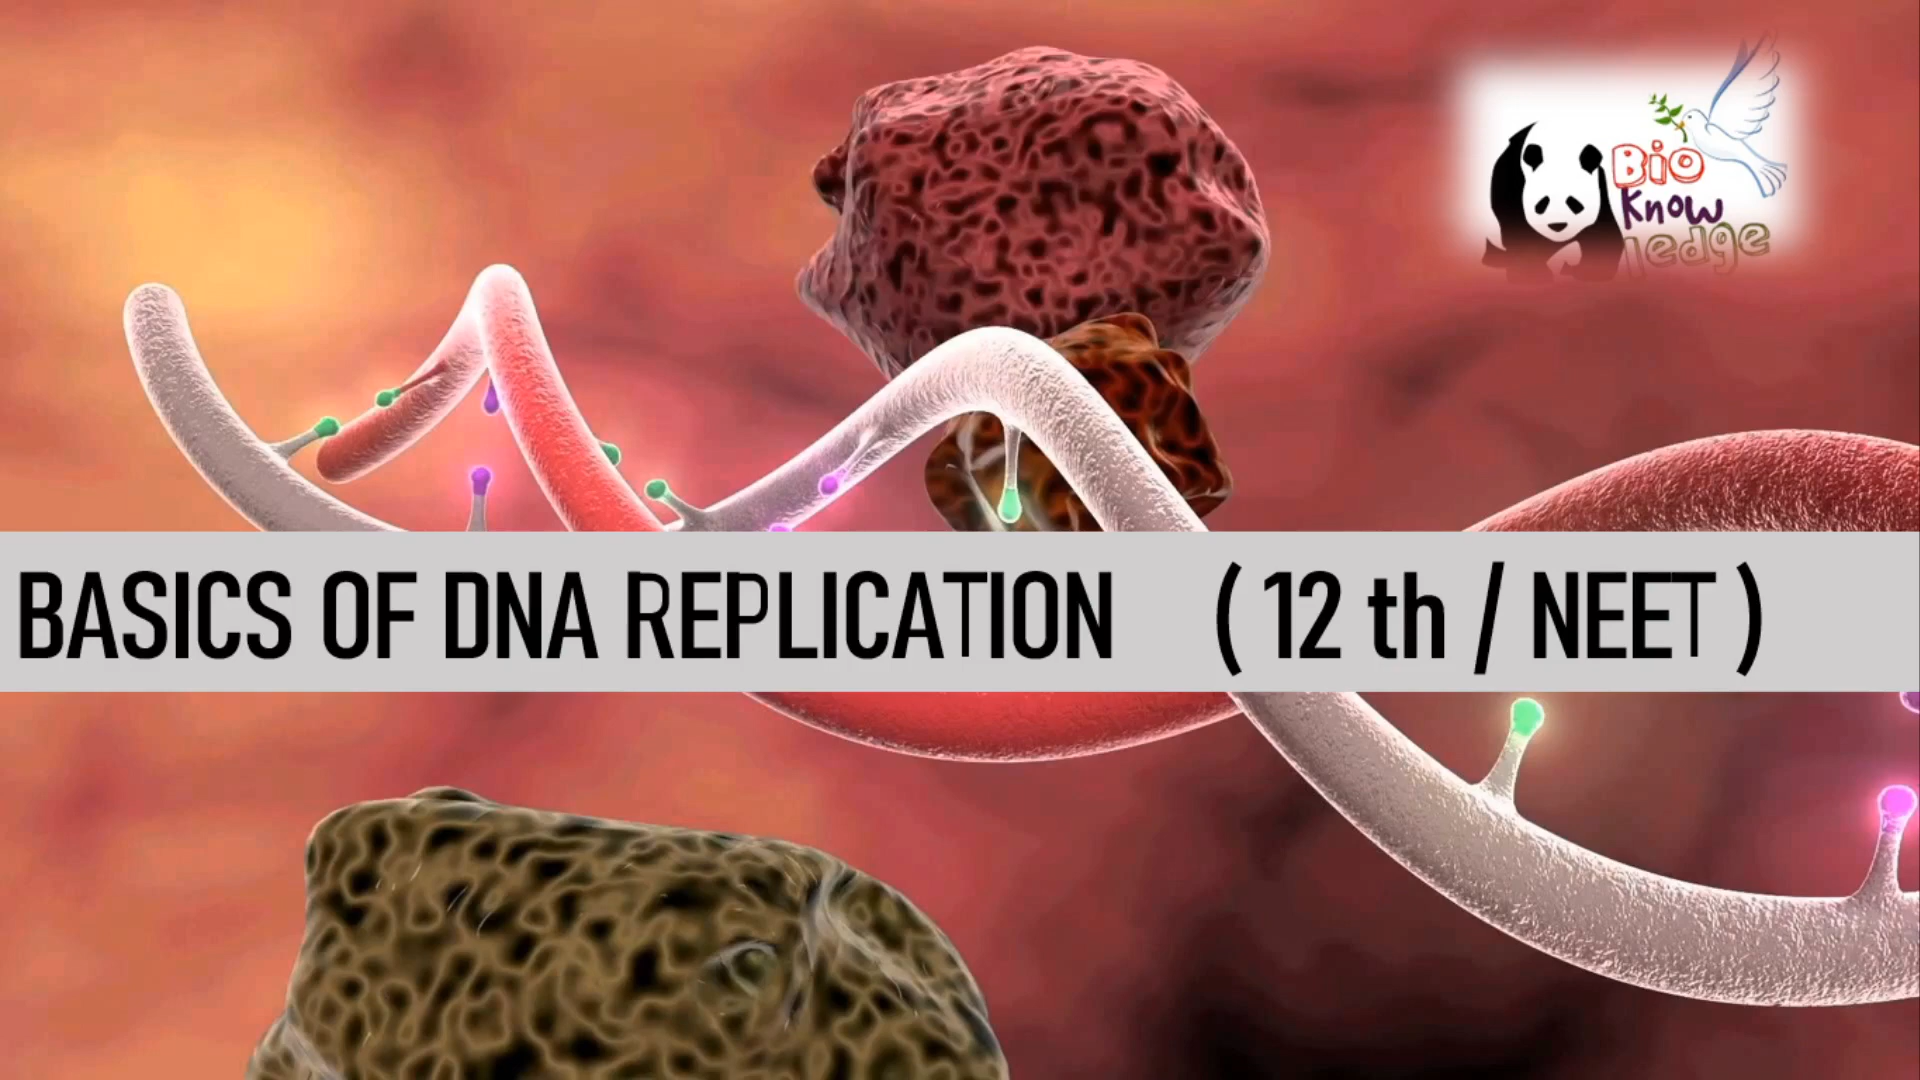 Bio
Know
ledge
BASICS OF DNA REPLICATION ( 12 th / NEET )